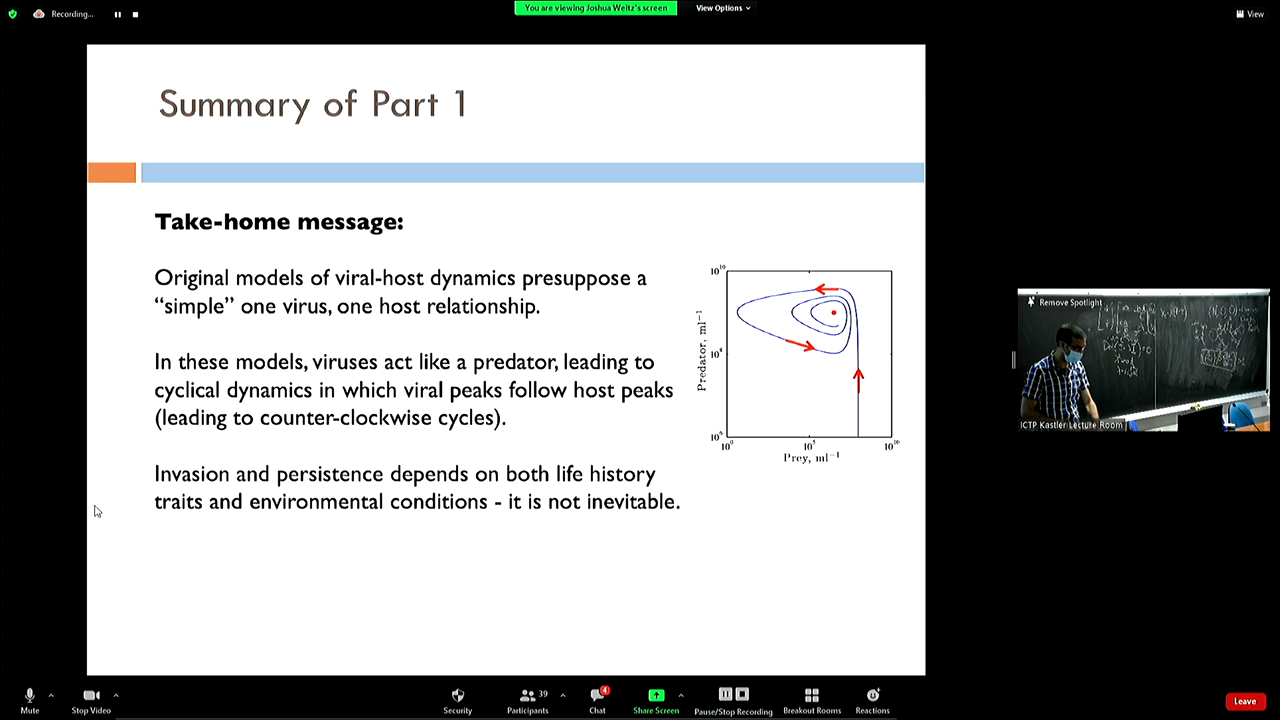 Recording...
You are viewing Joshua Weitz's screen
View Options
View
Summary of Part 1
Take-home message:
Original models of viral-host dynamics presuppose a
“simple” one virus, one host relationship.
In these models, viruses act like a predator, leading to
cyclical dynamics in which viral peaks follow host peaks
(leading to counter-clockwise cycles).
Invasion and persistence depends on both life history
traits and environmental conditions - it is not inevitable.
10¹⁰
Predator, ml⁻¹
10⁰
10⁵
10¹⁰
Prey, ml⁻¹
Remove Spotlight
ICTP Kastler Lecture Room
Mute
Stop Video
Security
39
Participants
4
Chat
Share Screen
Pause/Stop Recording
Breakout Rooms
Reactions
Leave